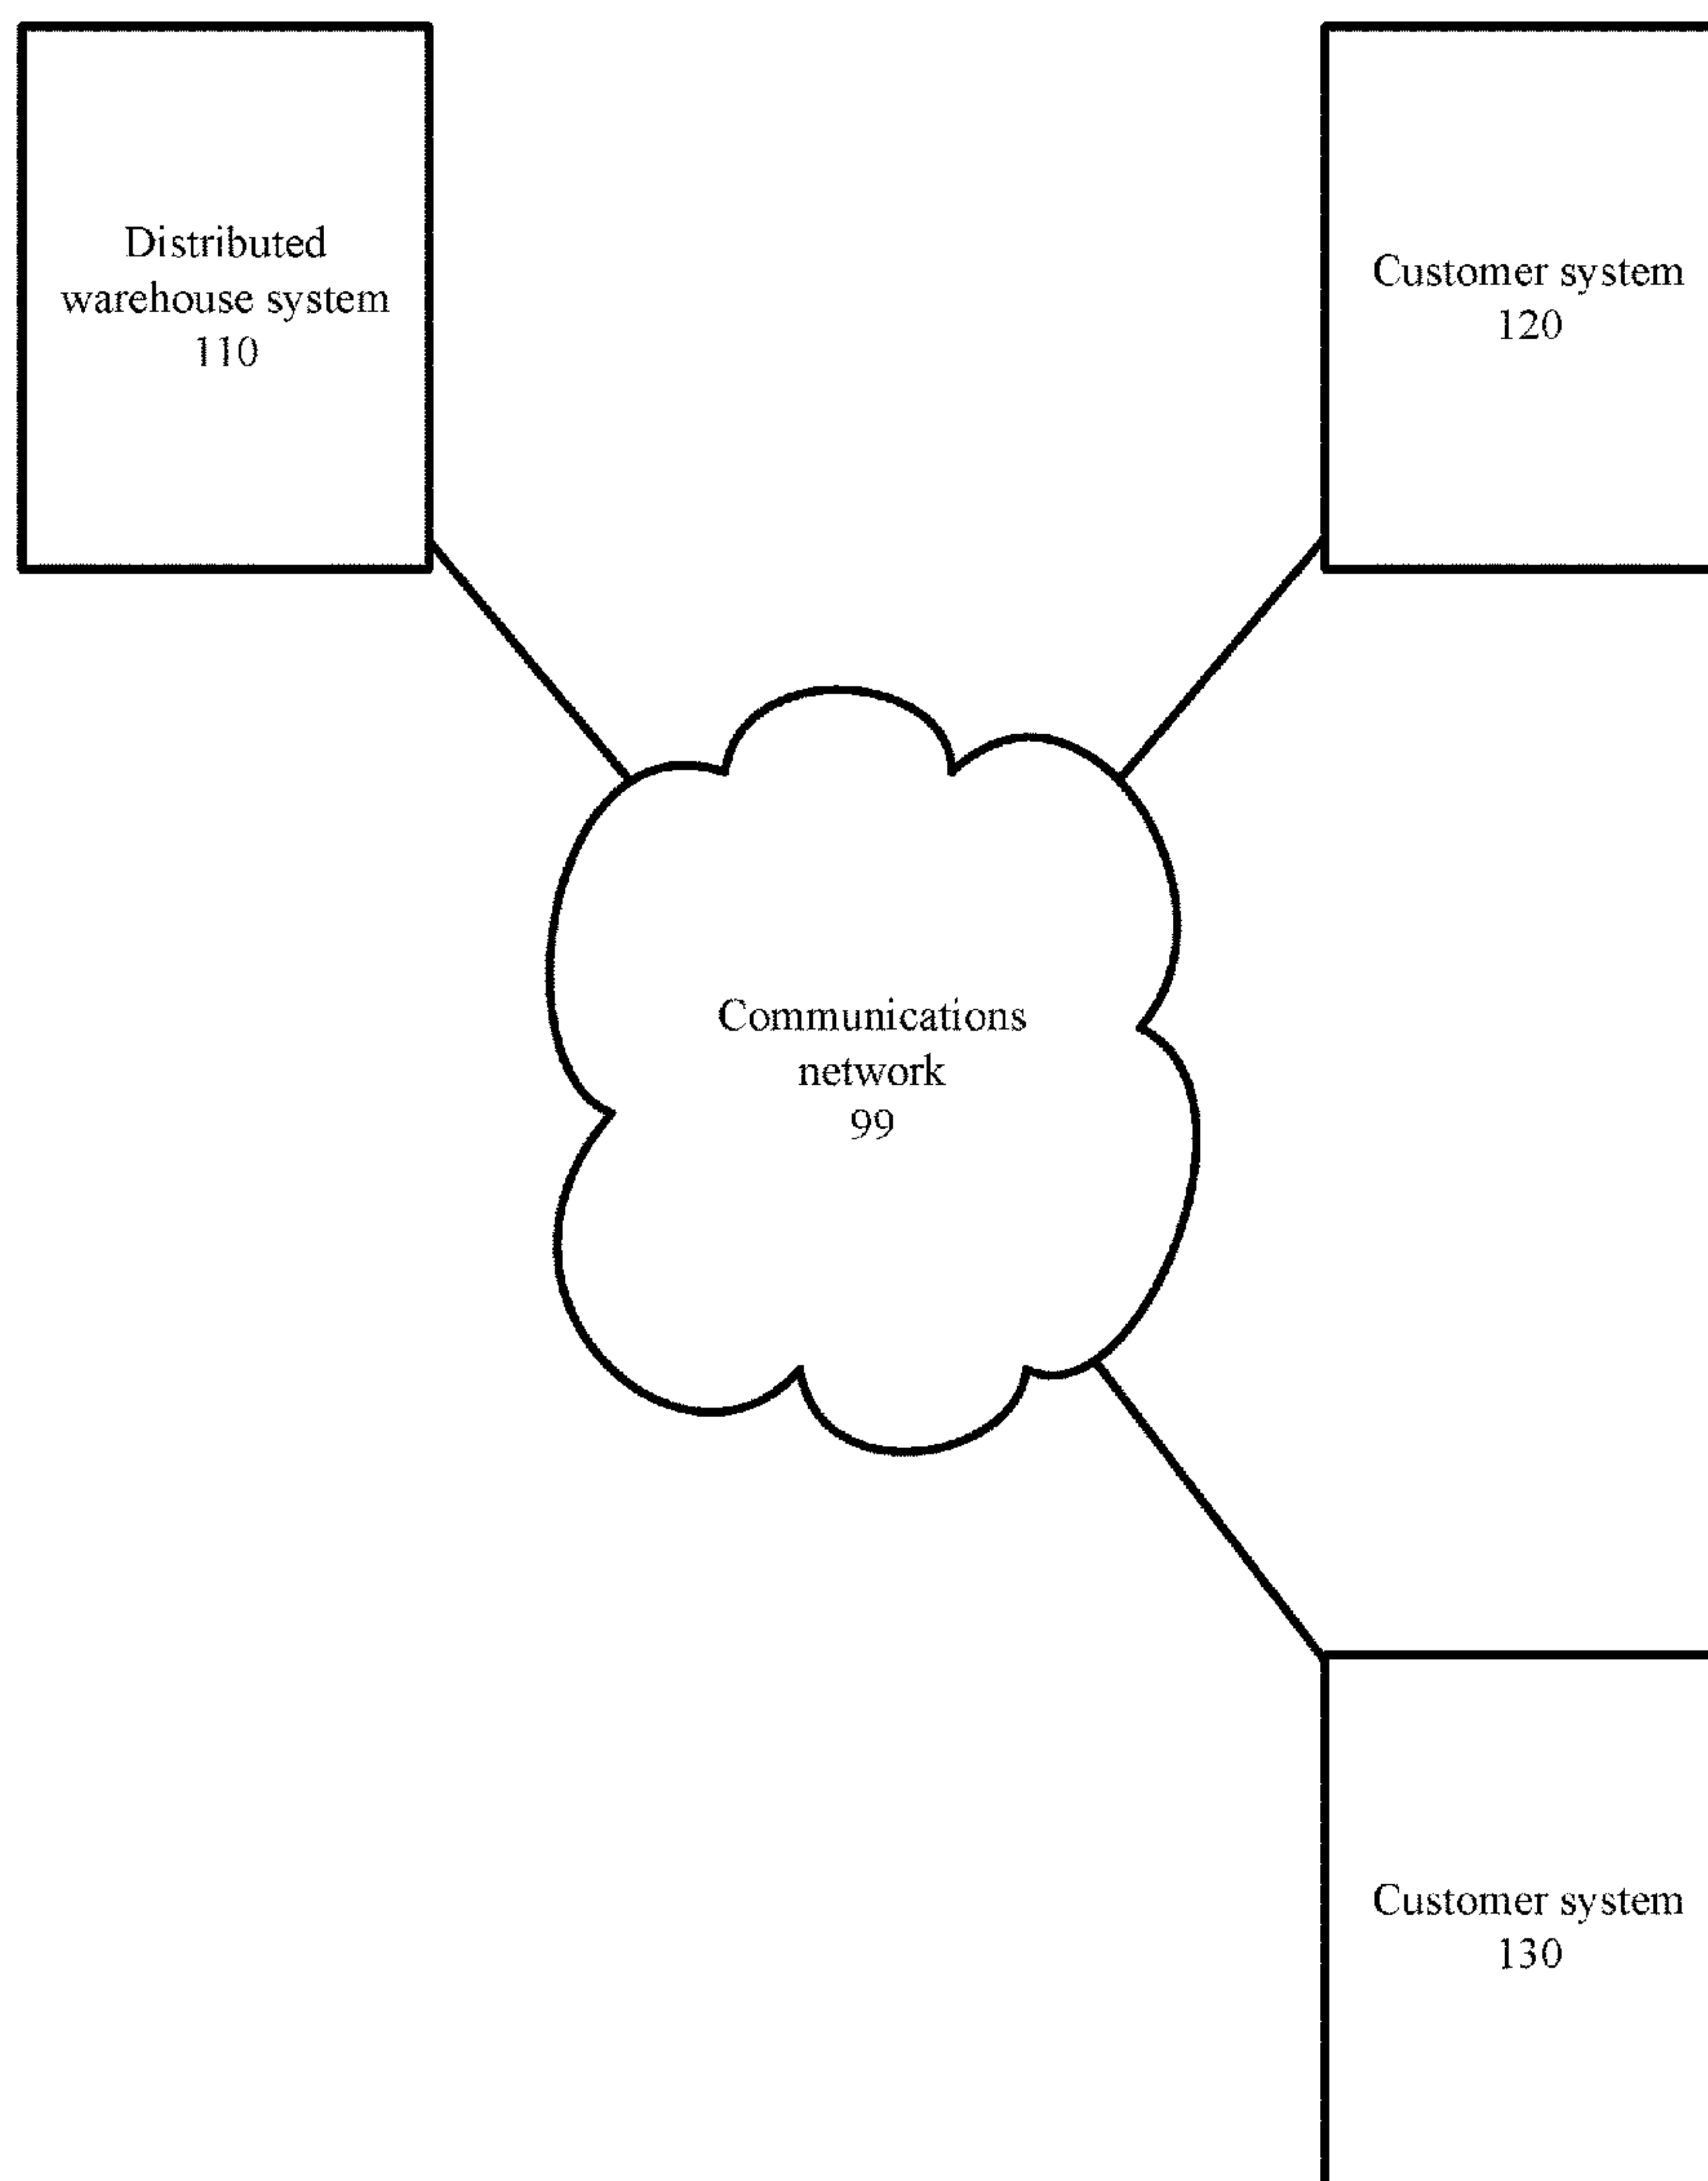 Distributed
warehouse system
110
Customer system
120
Communications
network
99
Customer system
130